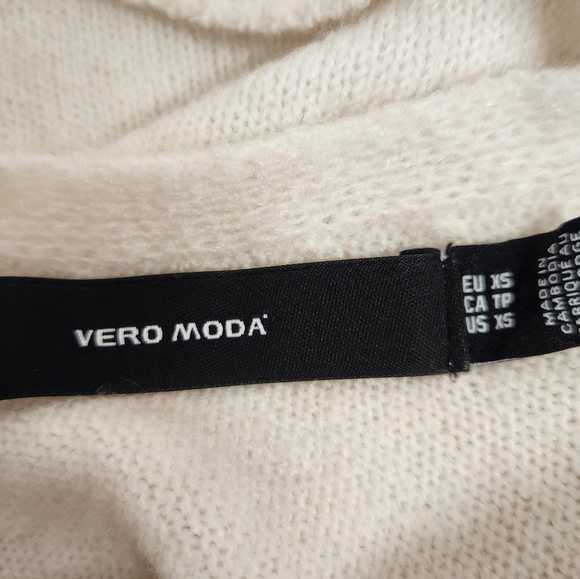 VERO MODA
EU XS
CA TP
US XS
MADE IN
CAMBODIA